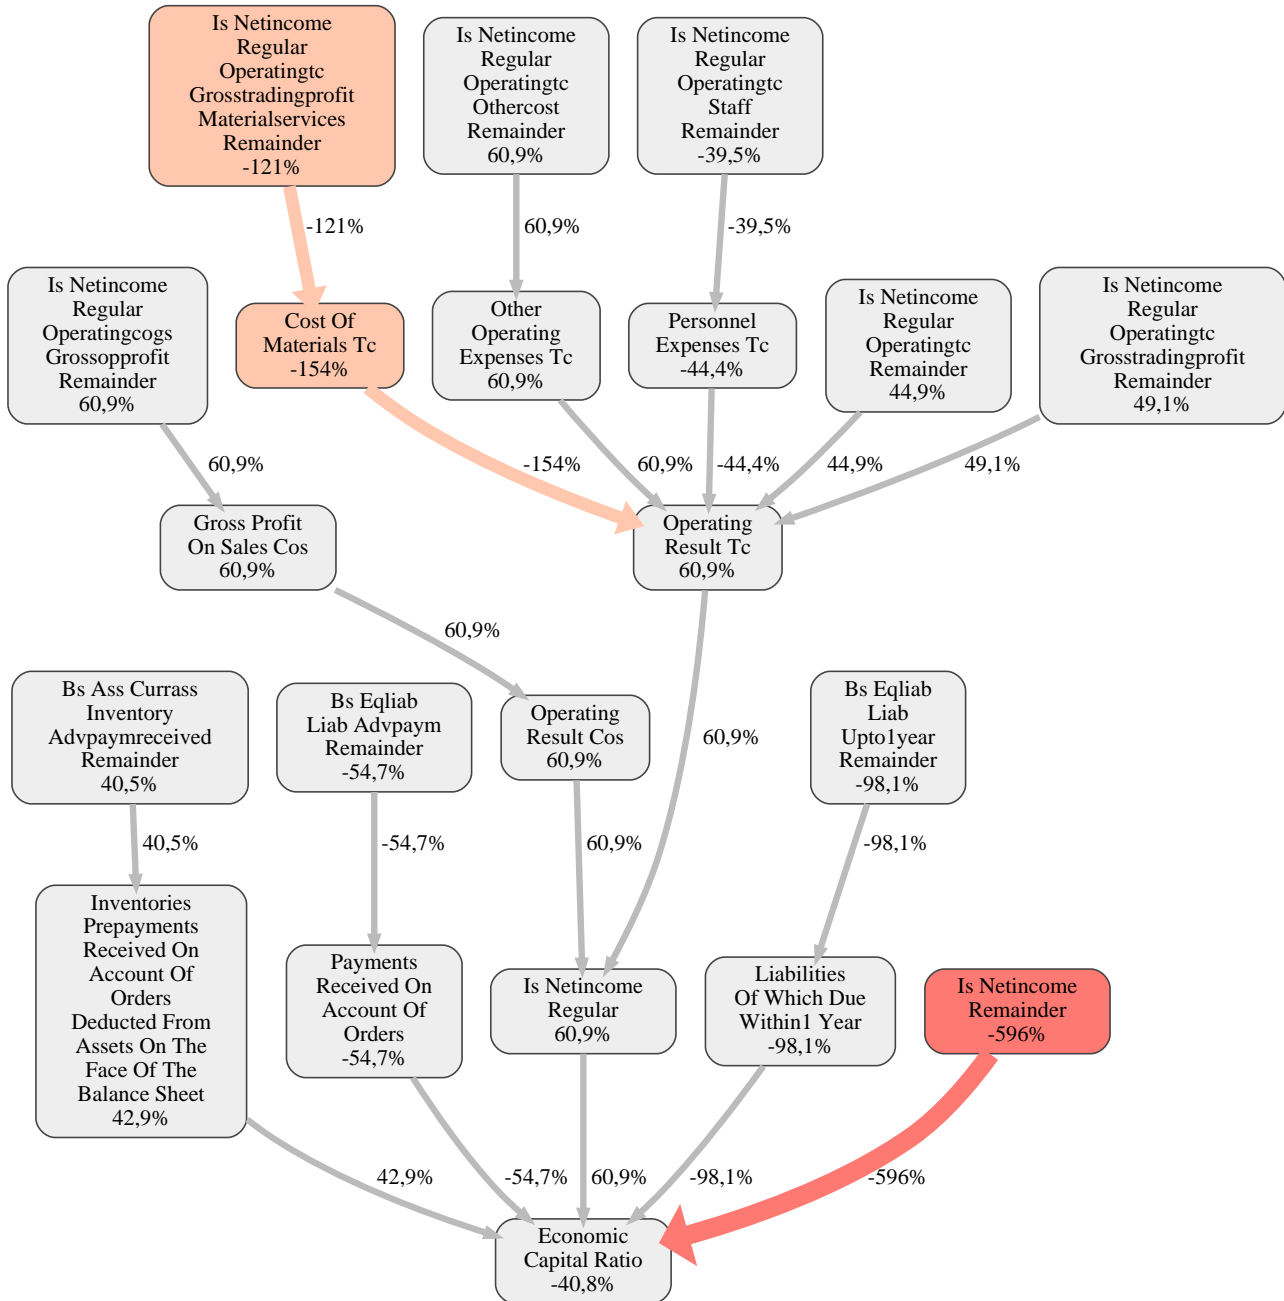 Is Netincome
Regular
Operatingtc
Grosstradingprofit
Materialservices
Remainder
-121%
Is Netincome
Regular
Operatingtc
Othercost
Remainder
60,9%
Is Netincome
Regular
Operatingtc
Staff
Remainder
-39,5%
-121%
60,9%
-39,5%
Is Netincome
Regular
Operatingcogs
Grossopprofit
Remainder
60,9%
Cost Of
Materials Tc
-154%
Other
Operating
Expenses Tc
60,9%
Personnel
Expenses Tc
-44,4%
Is Netincome
Regular
Operatingtc
Remainder
44,9%
Is Netincome
Regular
Operatingtc
Grosstradingprofit
Remainder
49,1%
60,9%
-154%
60,9%
-44,4%
44,9%
49,1%
Gross Profit
On Sales Cos
60,9%
Operating
Result Tc
60,9%
60,9%
60,9%
Bs Ass Currass
Inventory
Advpaymreceived
Remainder
40,5%
Bs Eqliab
Liab Advpaym
Remainder
-54,7%
Operating
Result Cos
60,9%
Bs Eqliab
Liab
Upto1year
Remainder
-98,1%
40,5%
-54,7%
60,9%
-98,1%
Inventories
Prepayments
Received On
Account Of
Orders
Deducted From
Assets On The
Face Of The
Balance Sheet
42,9%
Payments
Received On
Account Of
Orders
-54,7%
Is Netincome
Regular
60,9%
Liabilities
Of Which Due
Within1 Year
-98,1%
Is Netincome
Remainder
-596%
42,9%
-54,7%
60,9%
-98,1%
-596%
Economic
Capital Ratio
-40,8%